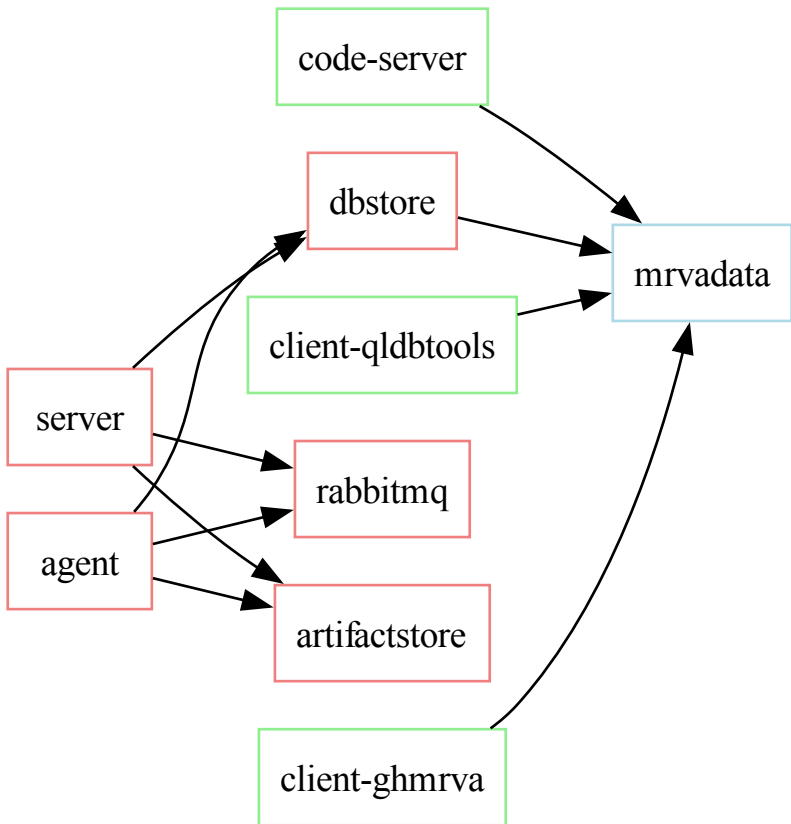 code-server
dbstore
mrvadata
client-qldbtools
server
rabbitmq
agent
artifactstore
client-ghmrva